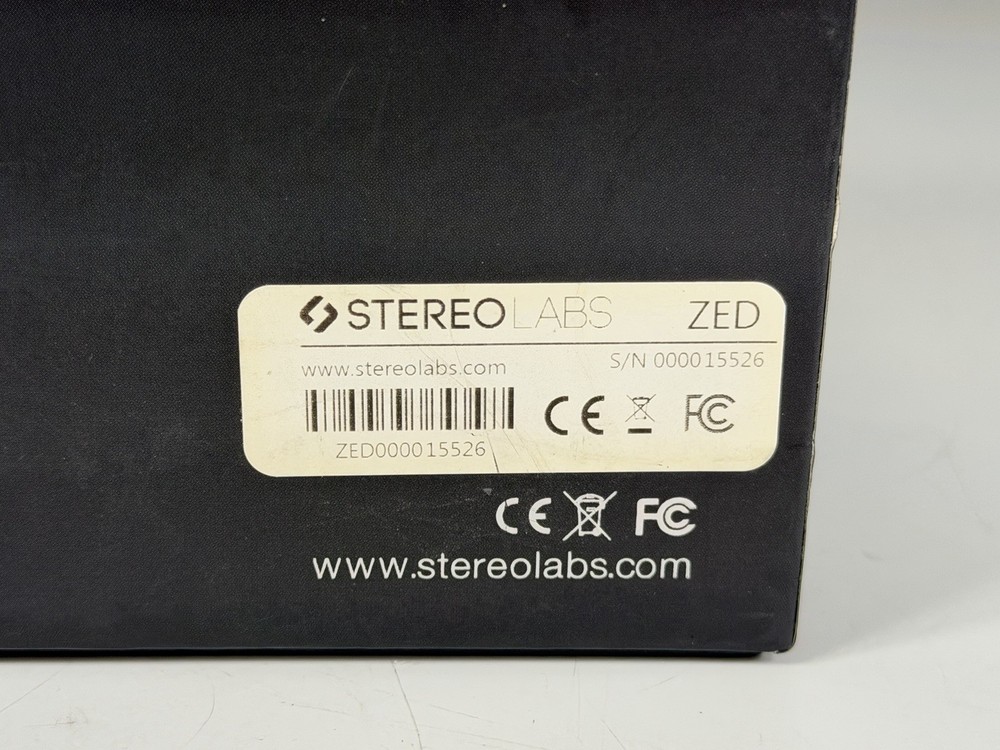 STEREOLABS ZED
www.stereolabs.com S/N 000015526
CE FC
ZED000015526
CE FC
www.stereolabs.com